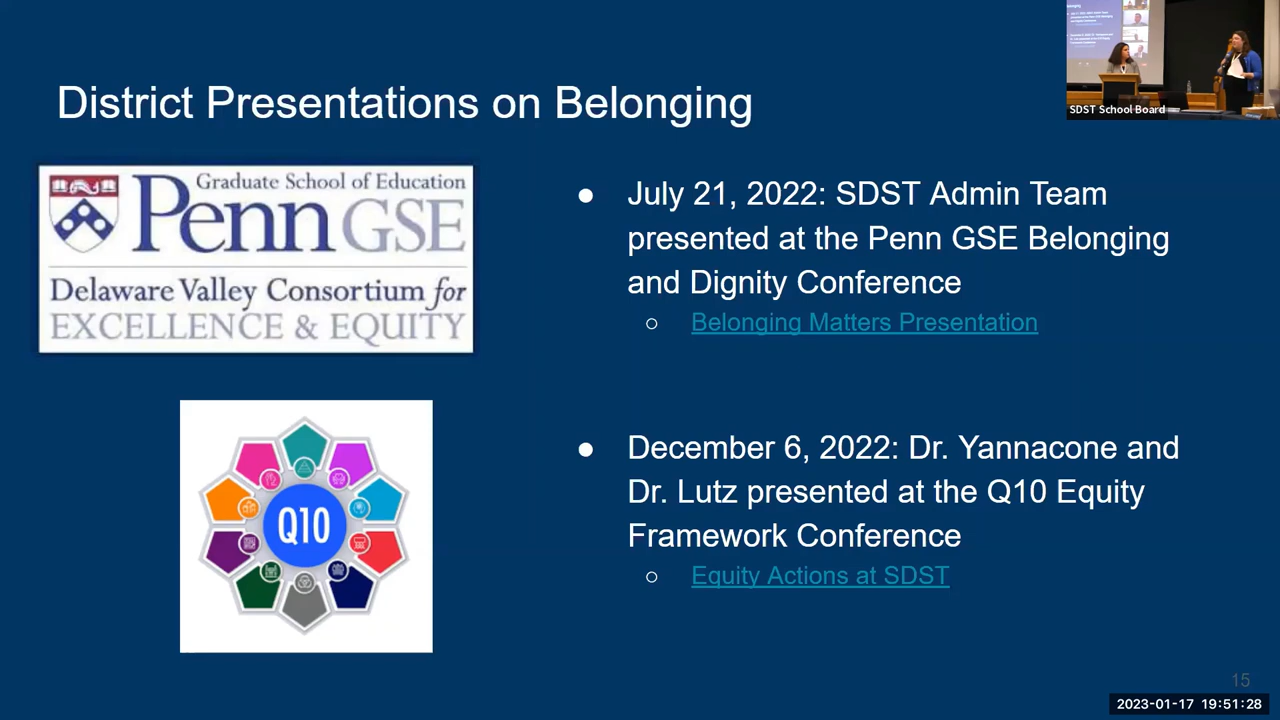 SDST School Board
District Presentations on Belonging
Graduate School of Education
Penn GSE
Delaware Valley Consortium for
EXCELLENCE & EQUITY
● July 21, 2022: SDST Admin Team
presented at the Penn GSE Belonging
and Dignity Conference
○ Belonging Matters Presentation
Q10
● December 6, 2022: Dr. Yannacone and
Dr. Lutz presented at the Q10 Equity
Framework Conference
○ Equity Actions at SDST
15
2023-01-17 19:51:28